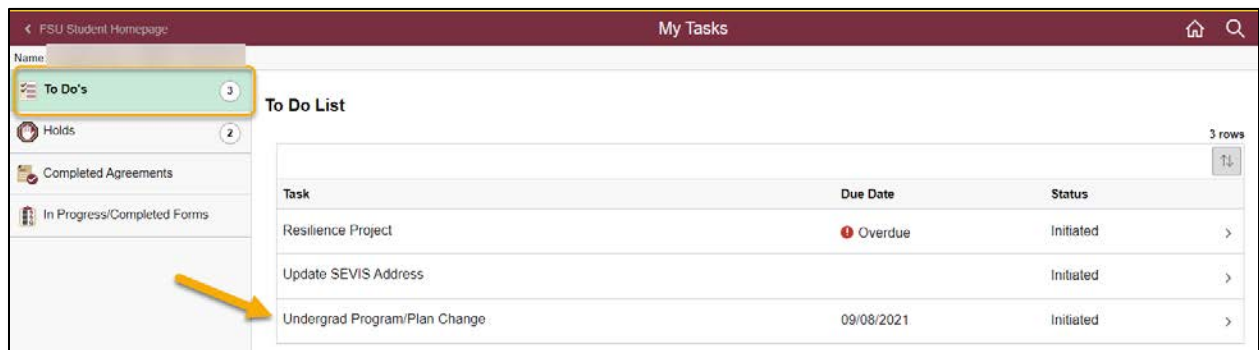 FSU Student Homepage
My Tasks
Name
To Do's 3
Holds 2
Completed Agreements
In Progress/Completed Forms
To Do List
3 rows
Task Due Date Status
Resilience Project Overdue Initiated
Update SEVIS Address Initiated
Undergrad Program/Plan Change 09/08/2021 Initiated